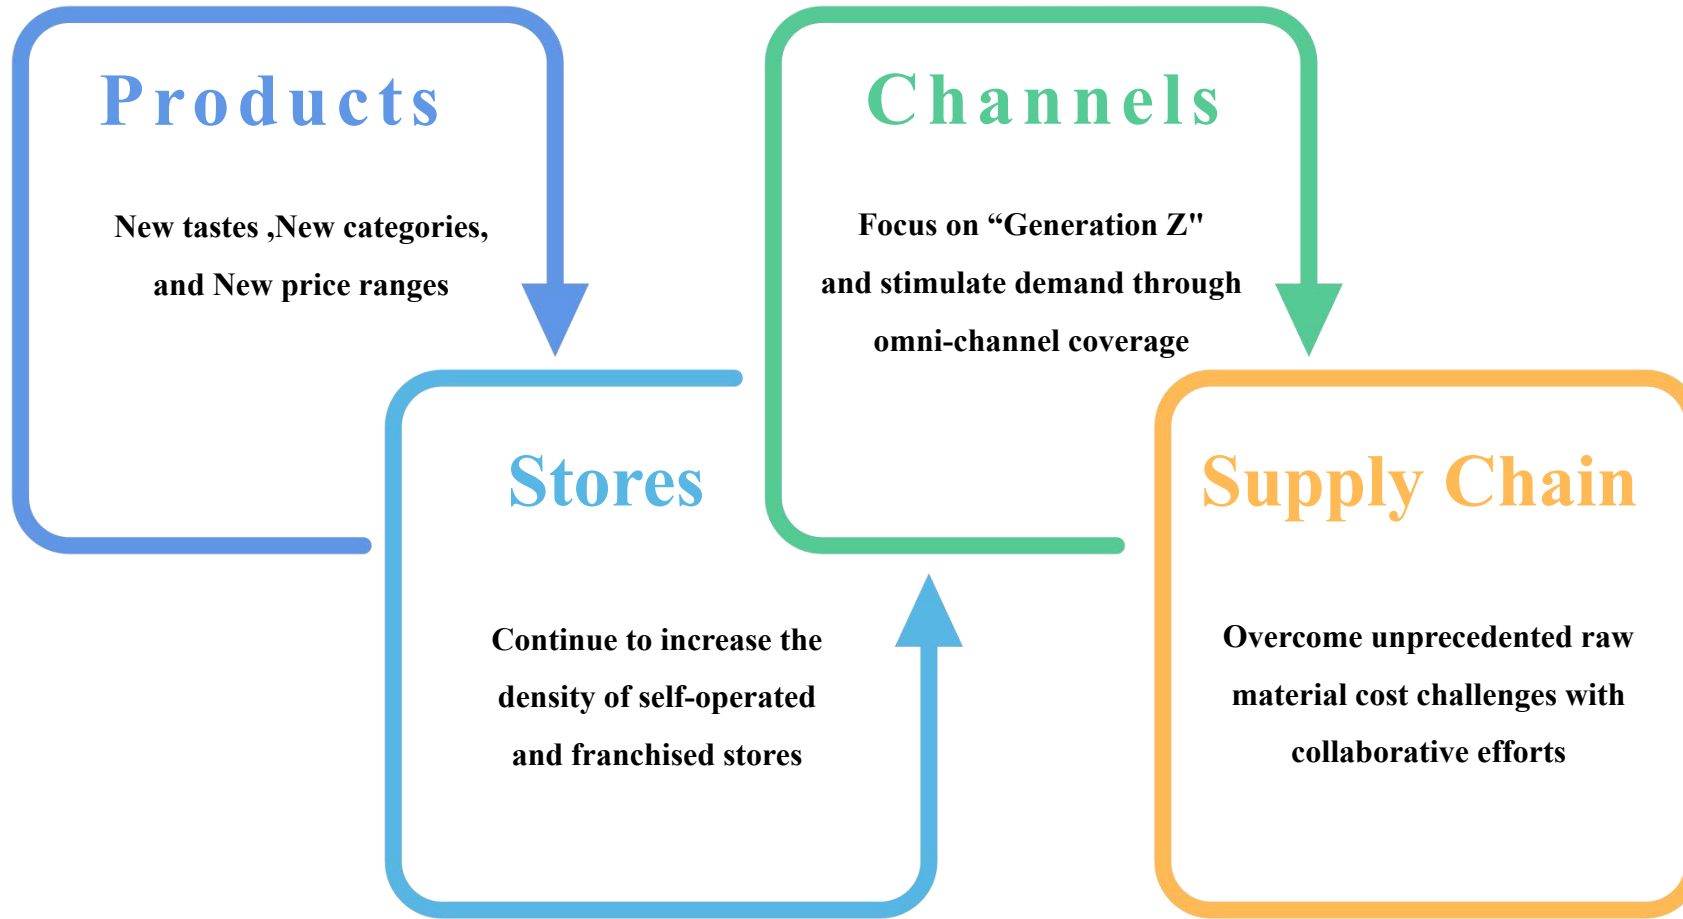 Products
New tastes ,New categories,
and New price ranges
Stores
Continue to increase the
density of self-operated
and franchised stores
Channels
Focus on “Generation Z"
and stimulate demand through
omni-channel coverage
Supply Chain
Overcome unprecedented raw
material cost challenges with
collaborative efforts